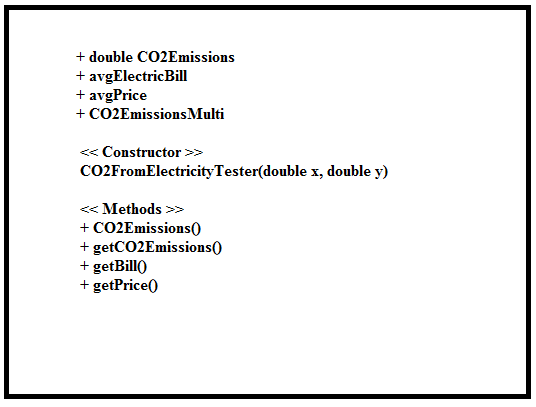 + double CO2Emissions
+ avgElectricBill
+ avgPrice
+ CO2EmissionsMulti
<< Constructor >>
CO2FromElectricityTester(double x, double y)
<< Methods >>
+ CO2Emissions()
+ getCO2Emissions()
+ getBill()
+ getPrice()